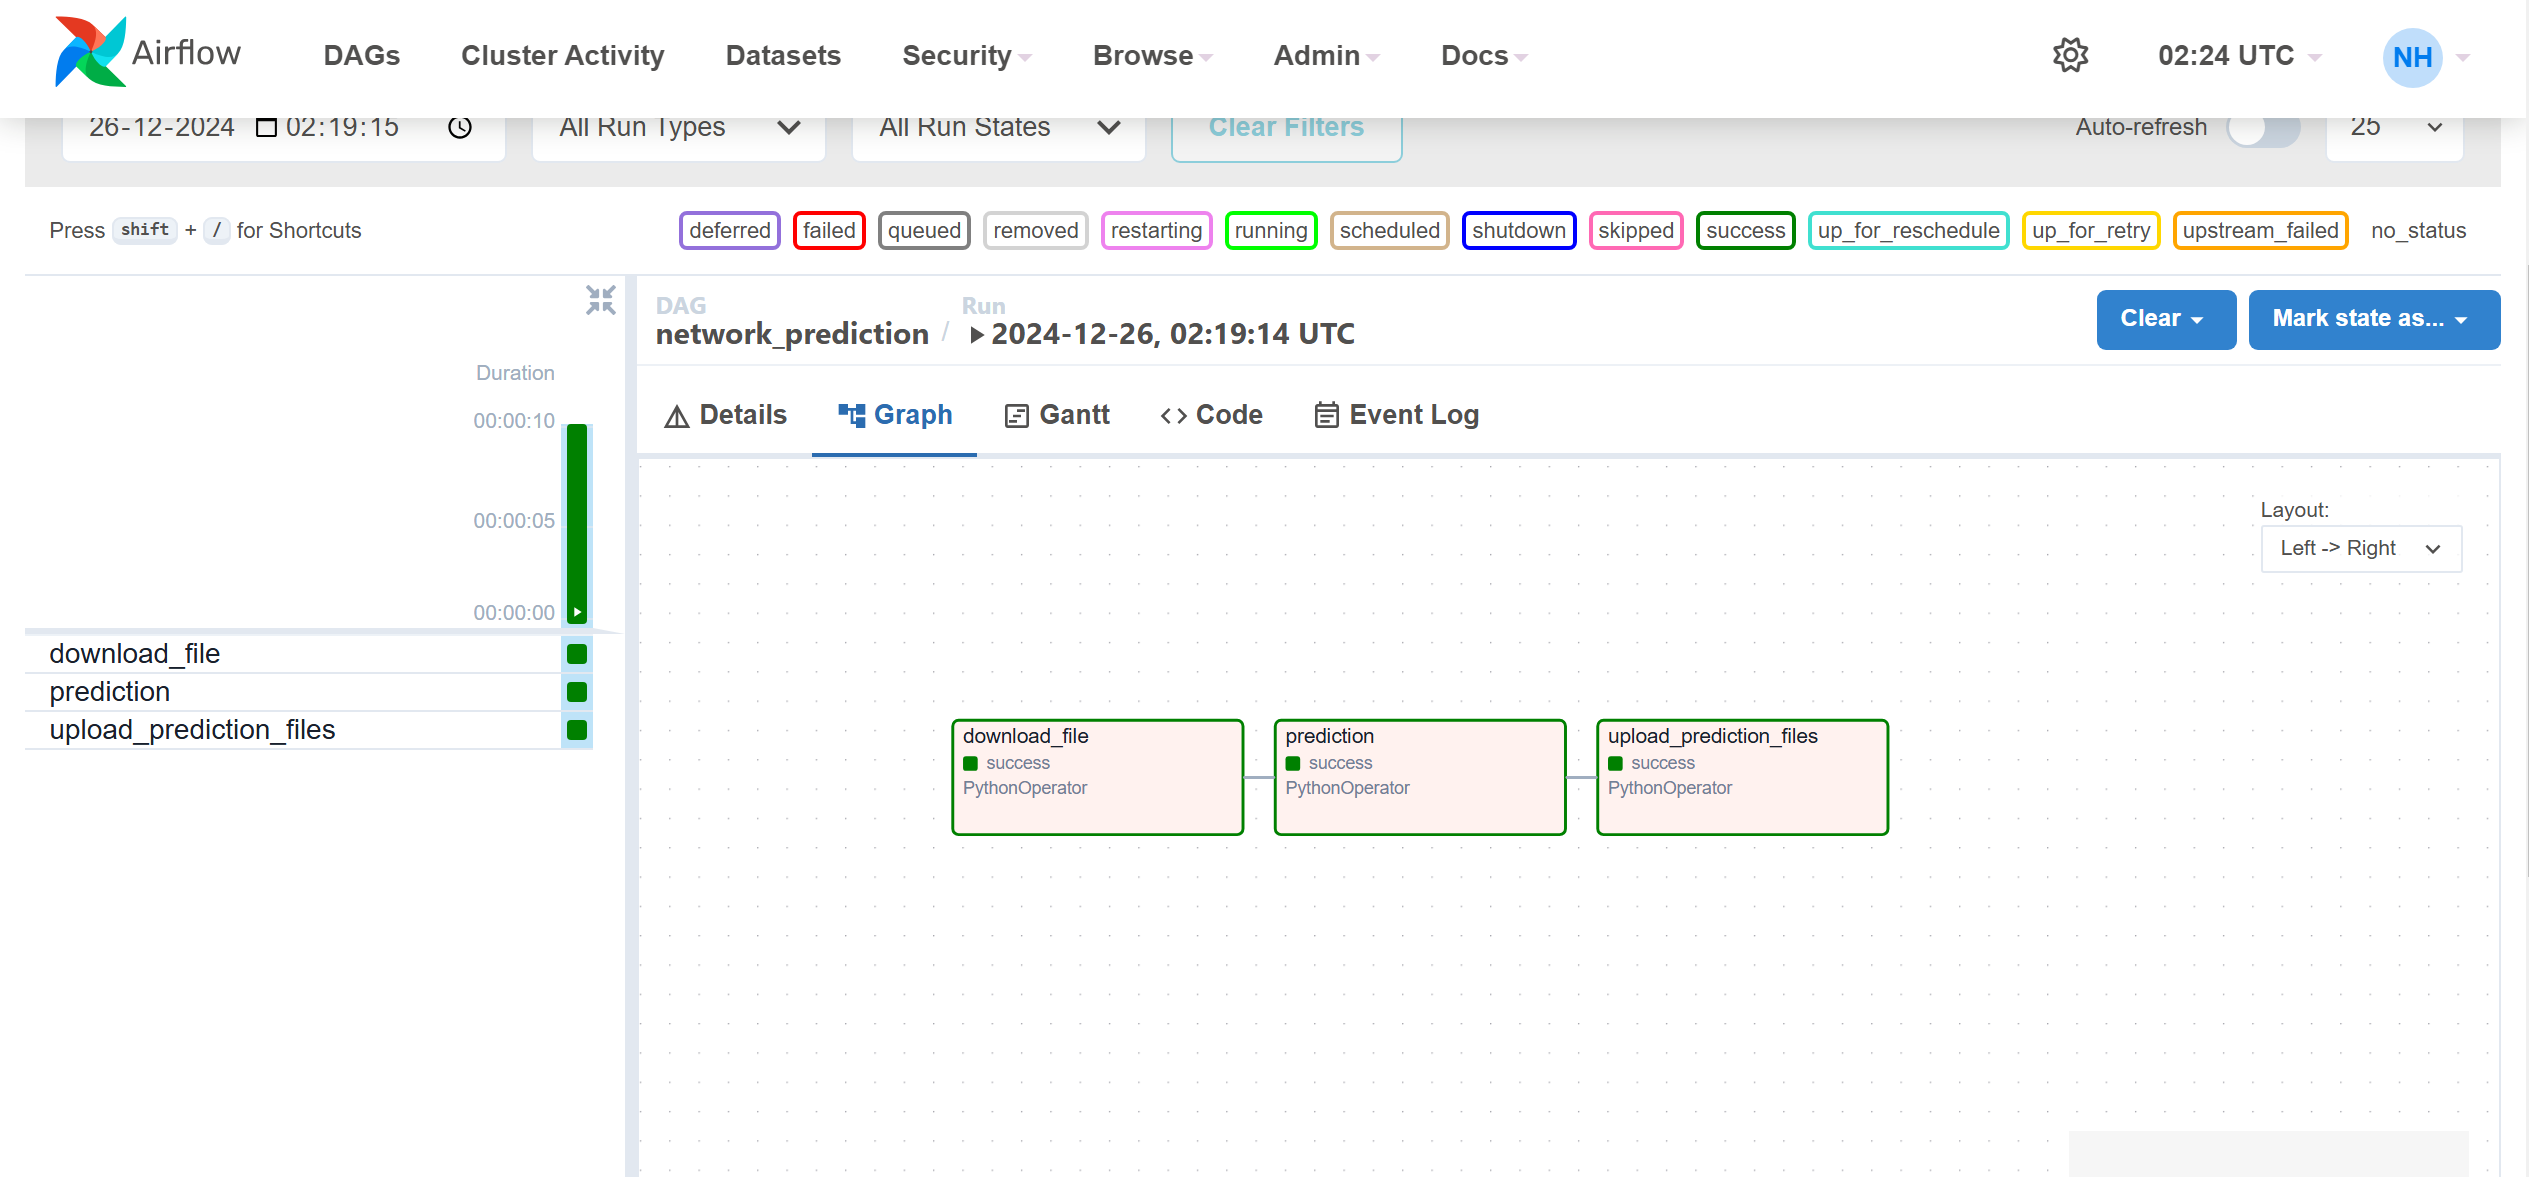 Airflow DAGs Cluster Activity Datasets Security Browse Admin Docs 02:24 UTC NH
26-12-2024 02:19:15 All Run Types All Run States Clear Filters Auto-refresh 25
Press shift + / for Shortcuts deferred failed queued removed restarting running scheduled shutdown skipped success up_for_reschedule up_for_retry upstream_failed no_status
DAG Run
network_prediction / 2024-12-26, 02:19:14 UTC Clear Mark state as...
Duration
00:00:10
00:00:05
00:00:00
download_file
prediction
upload_prediction_files
Details Graph Gantt Code Event Log
Layout:
Left -> Right
download_file
success
PythonOperator
prediction
success
PythonOperator
upload_prediction_files
success
PythonOperator